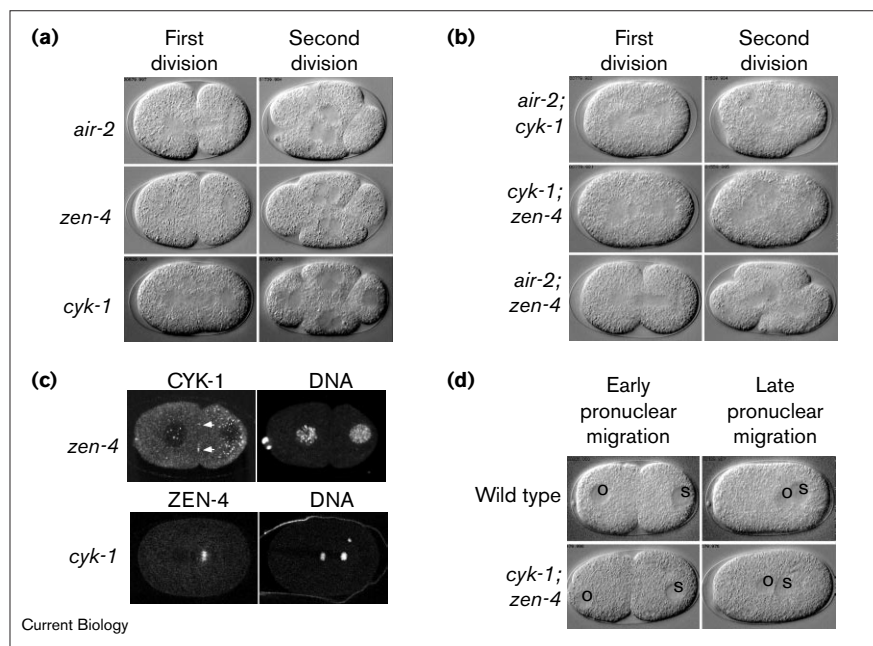 (a)
First division
Second division
air-2
zen-4
cyk-1
(b)
First division
Second division
air-2;
cyk-1
cyk-1;
zen-4
air-2;
zen-4
(c)
CYK-1
DNA
zen-4
ZEN-4
DNA
cyk-1
(d)
Early
pronuclear
migration
Late
pronuclear
migration
Wild type
o
s
o
s
cyk-1;
zen-4
o
s
o
s
Current Biology